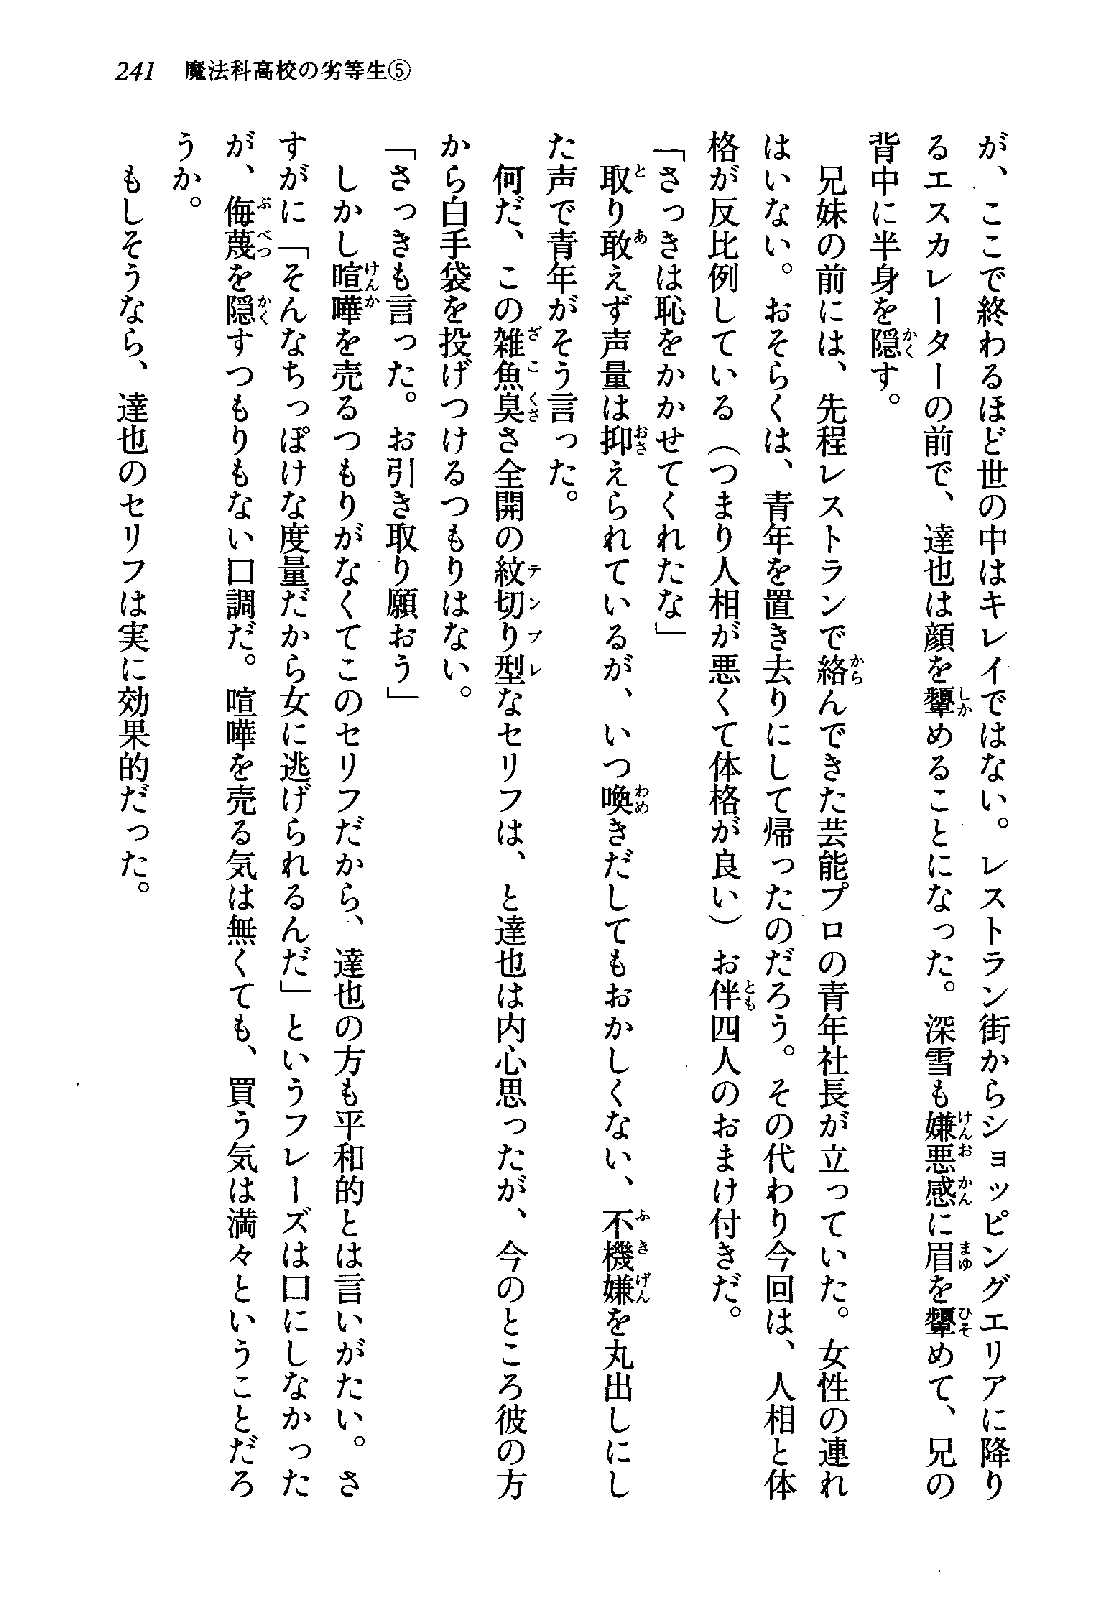 241 魔法科高校の劣等生⑤
が、ここで終わるほど世の中はキレイではない。レストラン街からショッピングエリアに降り
るエスカレーターの前で、達也は顔を顰めることになった。深雪も嫌悪感に眉を顰めて、兄の
背中に半身を隠す。
兄妹の前には、先程レストランで絡んできた芸能プロの青年社長が立っていた。女性の連れ
はいない。おそらくは、青年を置き去りにして帰ったのだろう。その代わり今回は、人相と体
格が反比例している（つまり人相が悪くて体格が良い）お伴四人のおまけ付きだ。
「さっきは恥をかかせてくれたな」
取り敢えず声量は抑えられているが、いつ喚きだしてもおかしくない、不機嫌を丸出しにし
た声で青年がそう言った。
何だ、この雑魚臭さ全開の紋切り型なセリフは、と達也は内心思ったが、今のところ彼の方
から白手袋を投げつけるつもりはない。
「さっきも言った。お引き取り願おう」
しかし喧嘩を売るつもりがなくてこのセリフだから、達也の方も平和的とは言いがたい。さ
すがに「そんなちっぽけな度量だから女に逃げられるんだ」というフレーズは口にしなかった
が、侮蔑を隠すつもりもない口調だ。喧嘩を売る気は無くても、買う気は満々ということだろ
うか。
もしそうなら、達也のセリフは実に効果的だった。